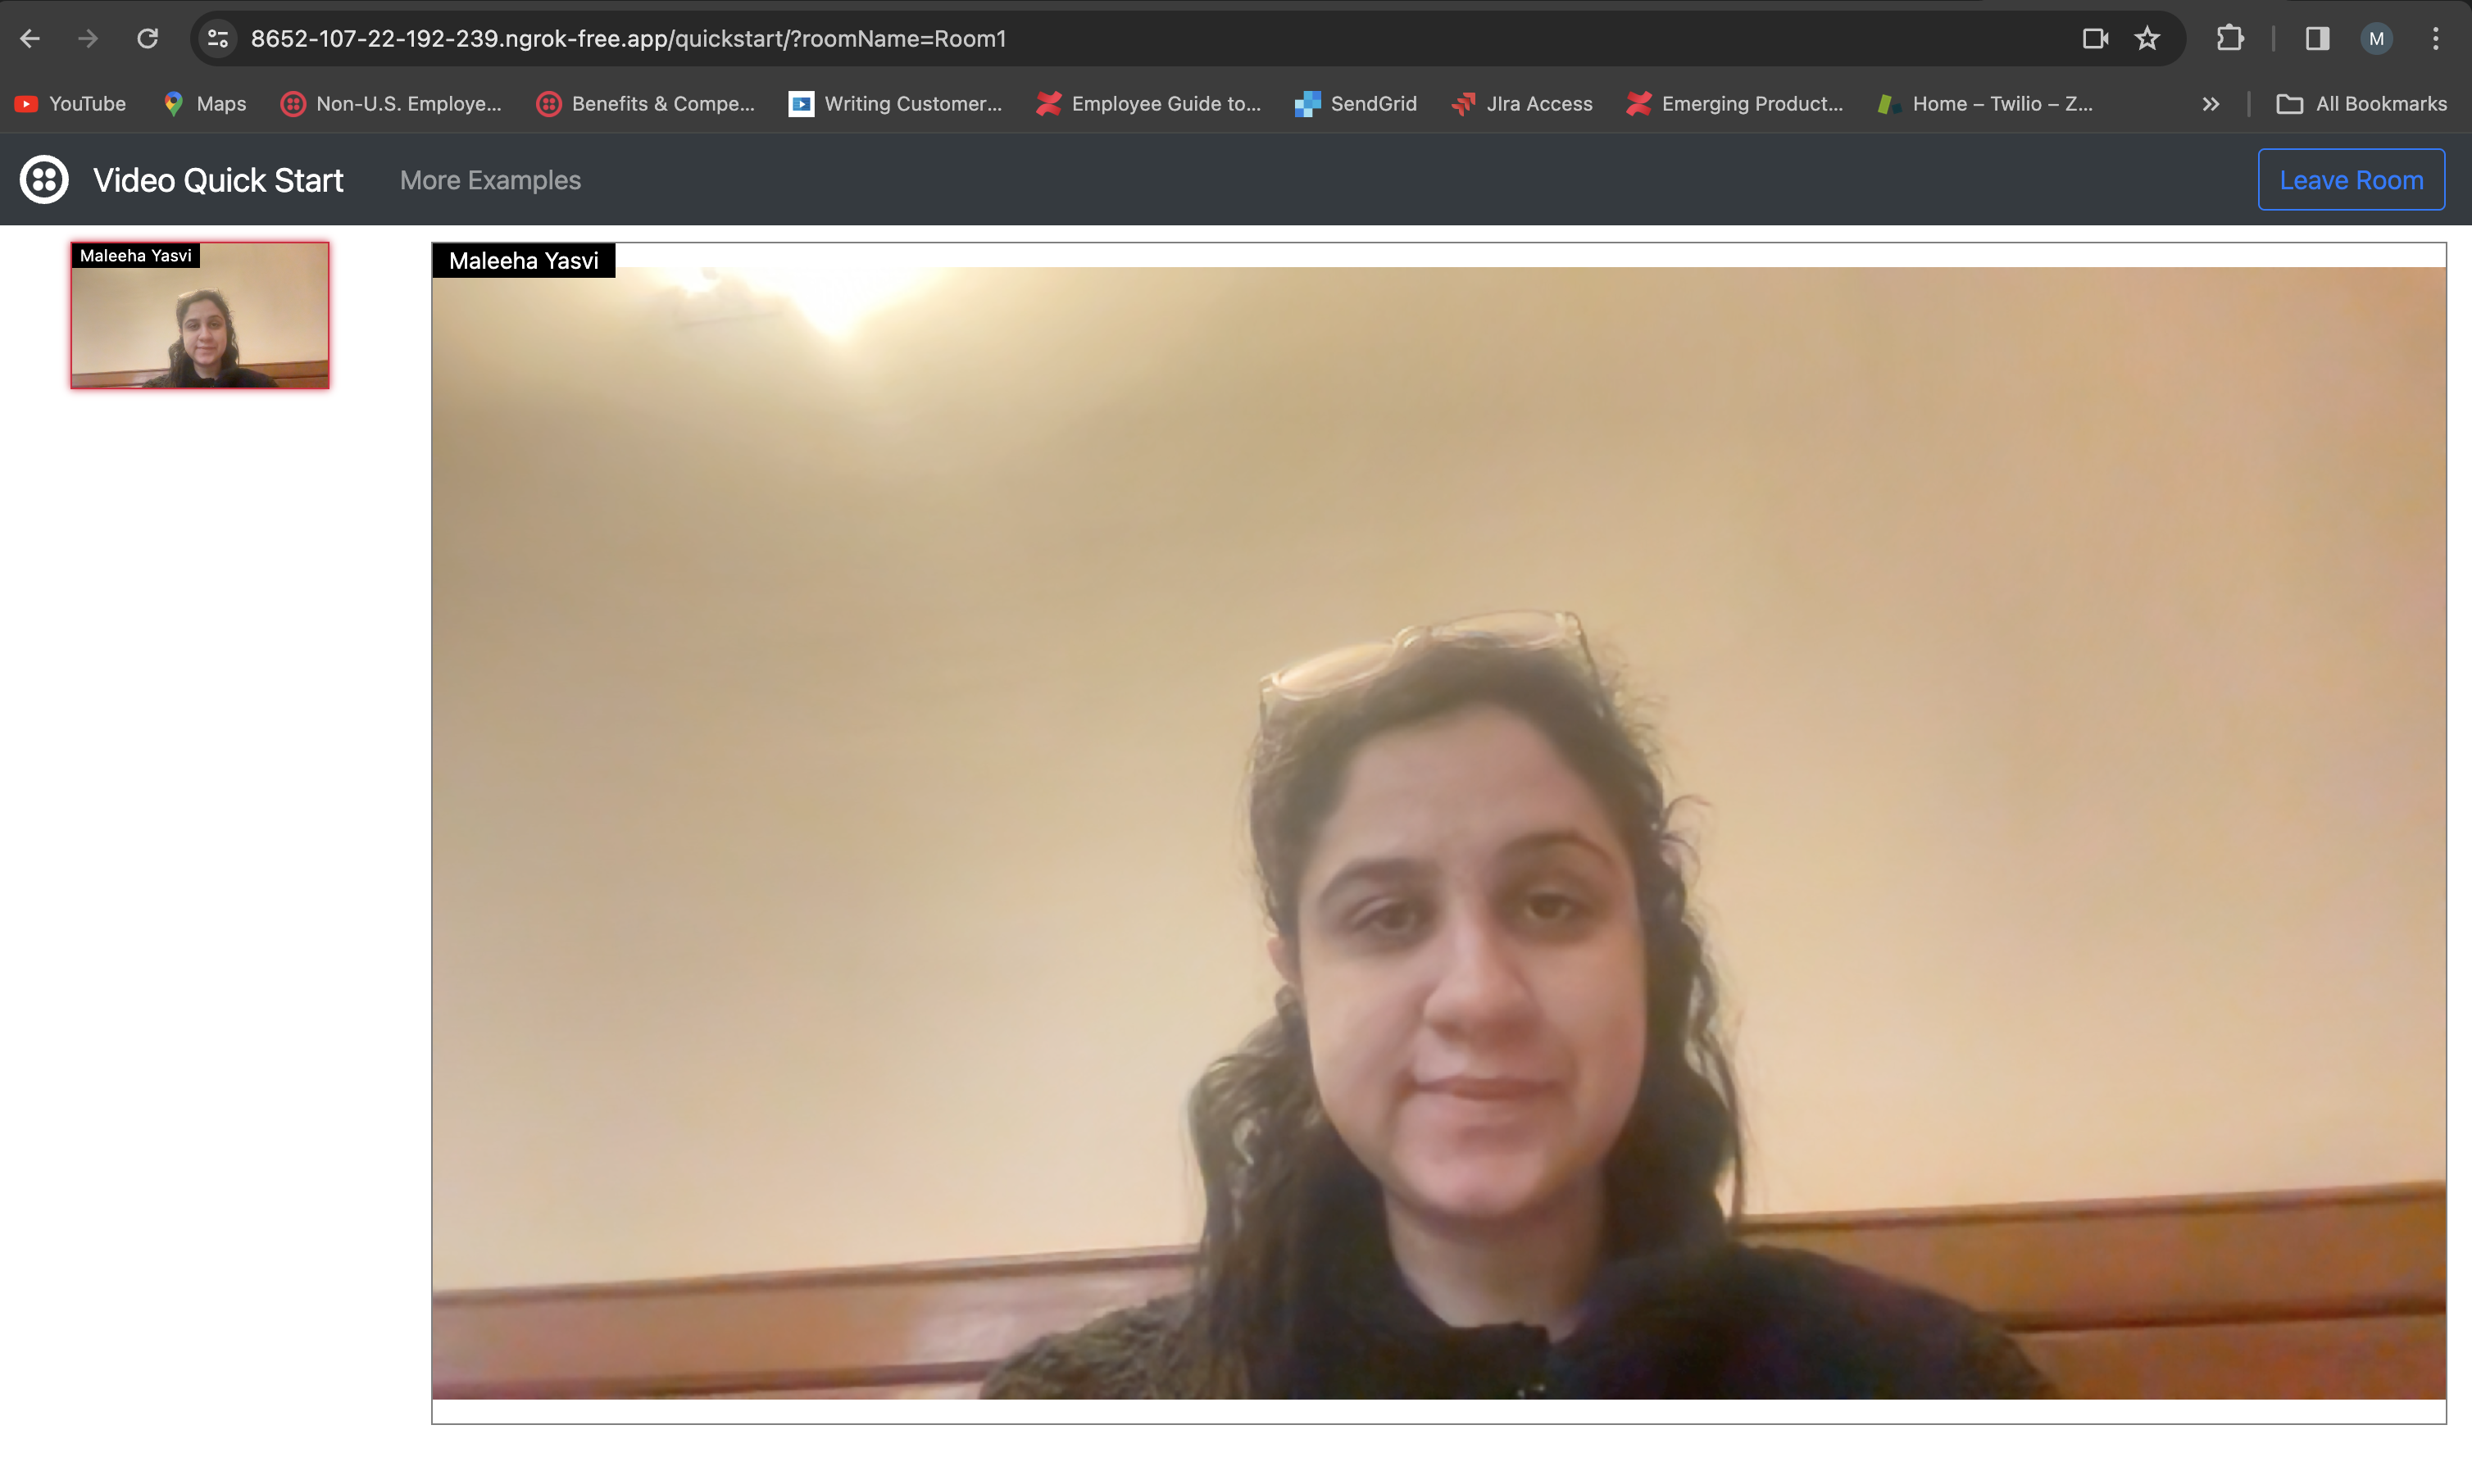 8652-107-22-192-239.ngrok-free.app/quickstart/?roomName=Room1
M
YouTube Maps Non-U.S. Employe... Benefits & Compe... Writing Customer... Employee Guide to... SendGrid JIra Access Emerging Product... Home – Twilio – Z... All Bookmarks
Video Quick Start More Examples Leave Room
Maleeha Yasvi
Maleeha Yasvi